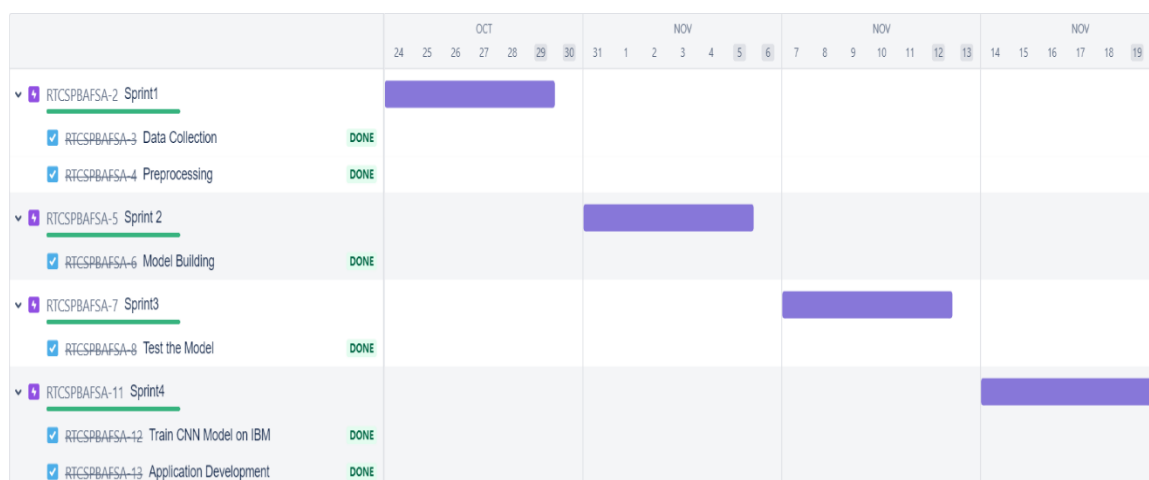 OCT NOV NOV NOV
24 25 26 27 28 29 30 31 1 2 3 4 5 6 7 8 9 10 11 12 13 14 15 16 17 18 19
RTCSPBAFSA-2 Sprint1
RTCSPBAFSA-3 Data Collection DONE
RTCSPBAFSA-4 Preprocessing DONE
RTCSPBAFSA-5 Sprint 2
RTCSPBAFSA-6 Model Building DONE
RTCSPBAFSA-7 Sprint3
RTCSPBAFSA-8 Test the Model DONE
RTCSPBAFSA-11 Sprint4
RTCSPBAFSA-12 Train CNN Model on IBM DONE
RTCSPBAFSA-13 Application Development DONE